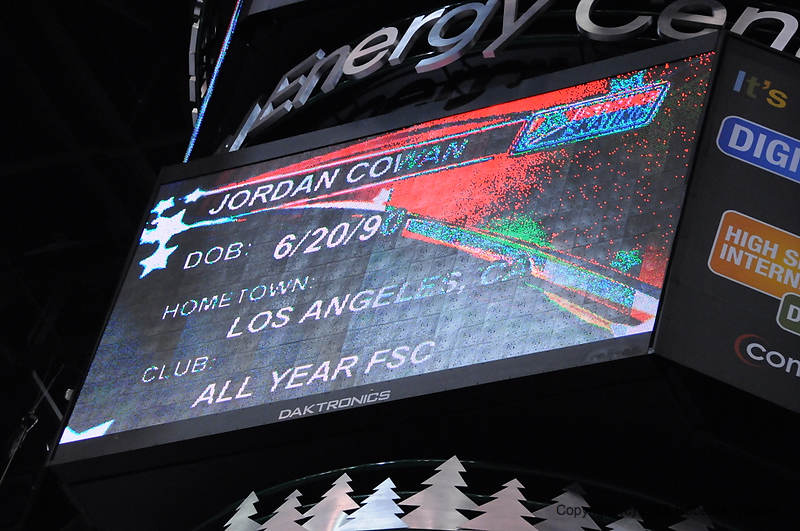 Energy Cen
JORDAN COWAN
DOB: 6/20/90
HOMETOWN:
LOS ANGELES, CA
CLUB:
ALL YEAR FSC
DAKTRONICS
It's
DIGI
HIGH S
INTERN
D
com